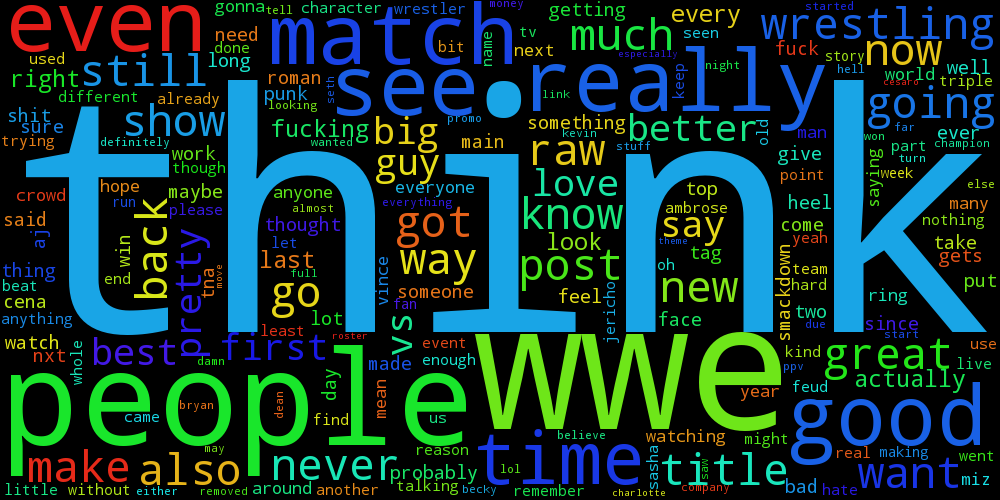 even
gonna
tell
character
wrestler
money
started
wrestling
match
getting
every
need
done
long
used
right
still
different
already
roman
punk
looking
seth
see
really
bit
name
tv
next
much
seen
keep
especially
night
link
fuck
now
story
world
well
hell
cesaro
triple
going
far
shit
sure
trying
definitely
show
fucking
wanted
big
guy
main
promo
something
kevin
stuff
better
old
man
won
ever
part
turn
champion
think
work
though
maybe
hope
run
please
crowd
said
aj
back
win
pretty
anyone
almost
thought
everyone
everything
raw
love
know
top
ambrose
say
give
point
heel
saying
week
else
many
nothing
take
gets
thing
beat
cena
anything
end
tna
move
let
last
go
full
vince
got
way
someone
fan
look
post
feel
theme
oh
tag
new
face
jericho
come
yeah
smackdown
team
hard
two
due
ring
since
start
put
watch
nxt
whole
best
damn
first
least
lot
roster
vs
made
event
enough
wwe
year
kind
ppv
feud
great
actually
use
live
people
came
bryan
may
dean
day
find
mean
us
reason
believe
time
watching
sasha
might
good
real
making
went
make
little
without
also
either
removed
never
around
another
probably
talking
becky
lol
remember
charlotte
saw
title
company
bad
hate
want
miz